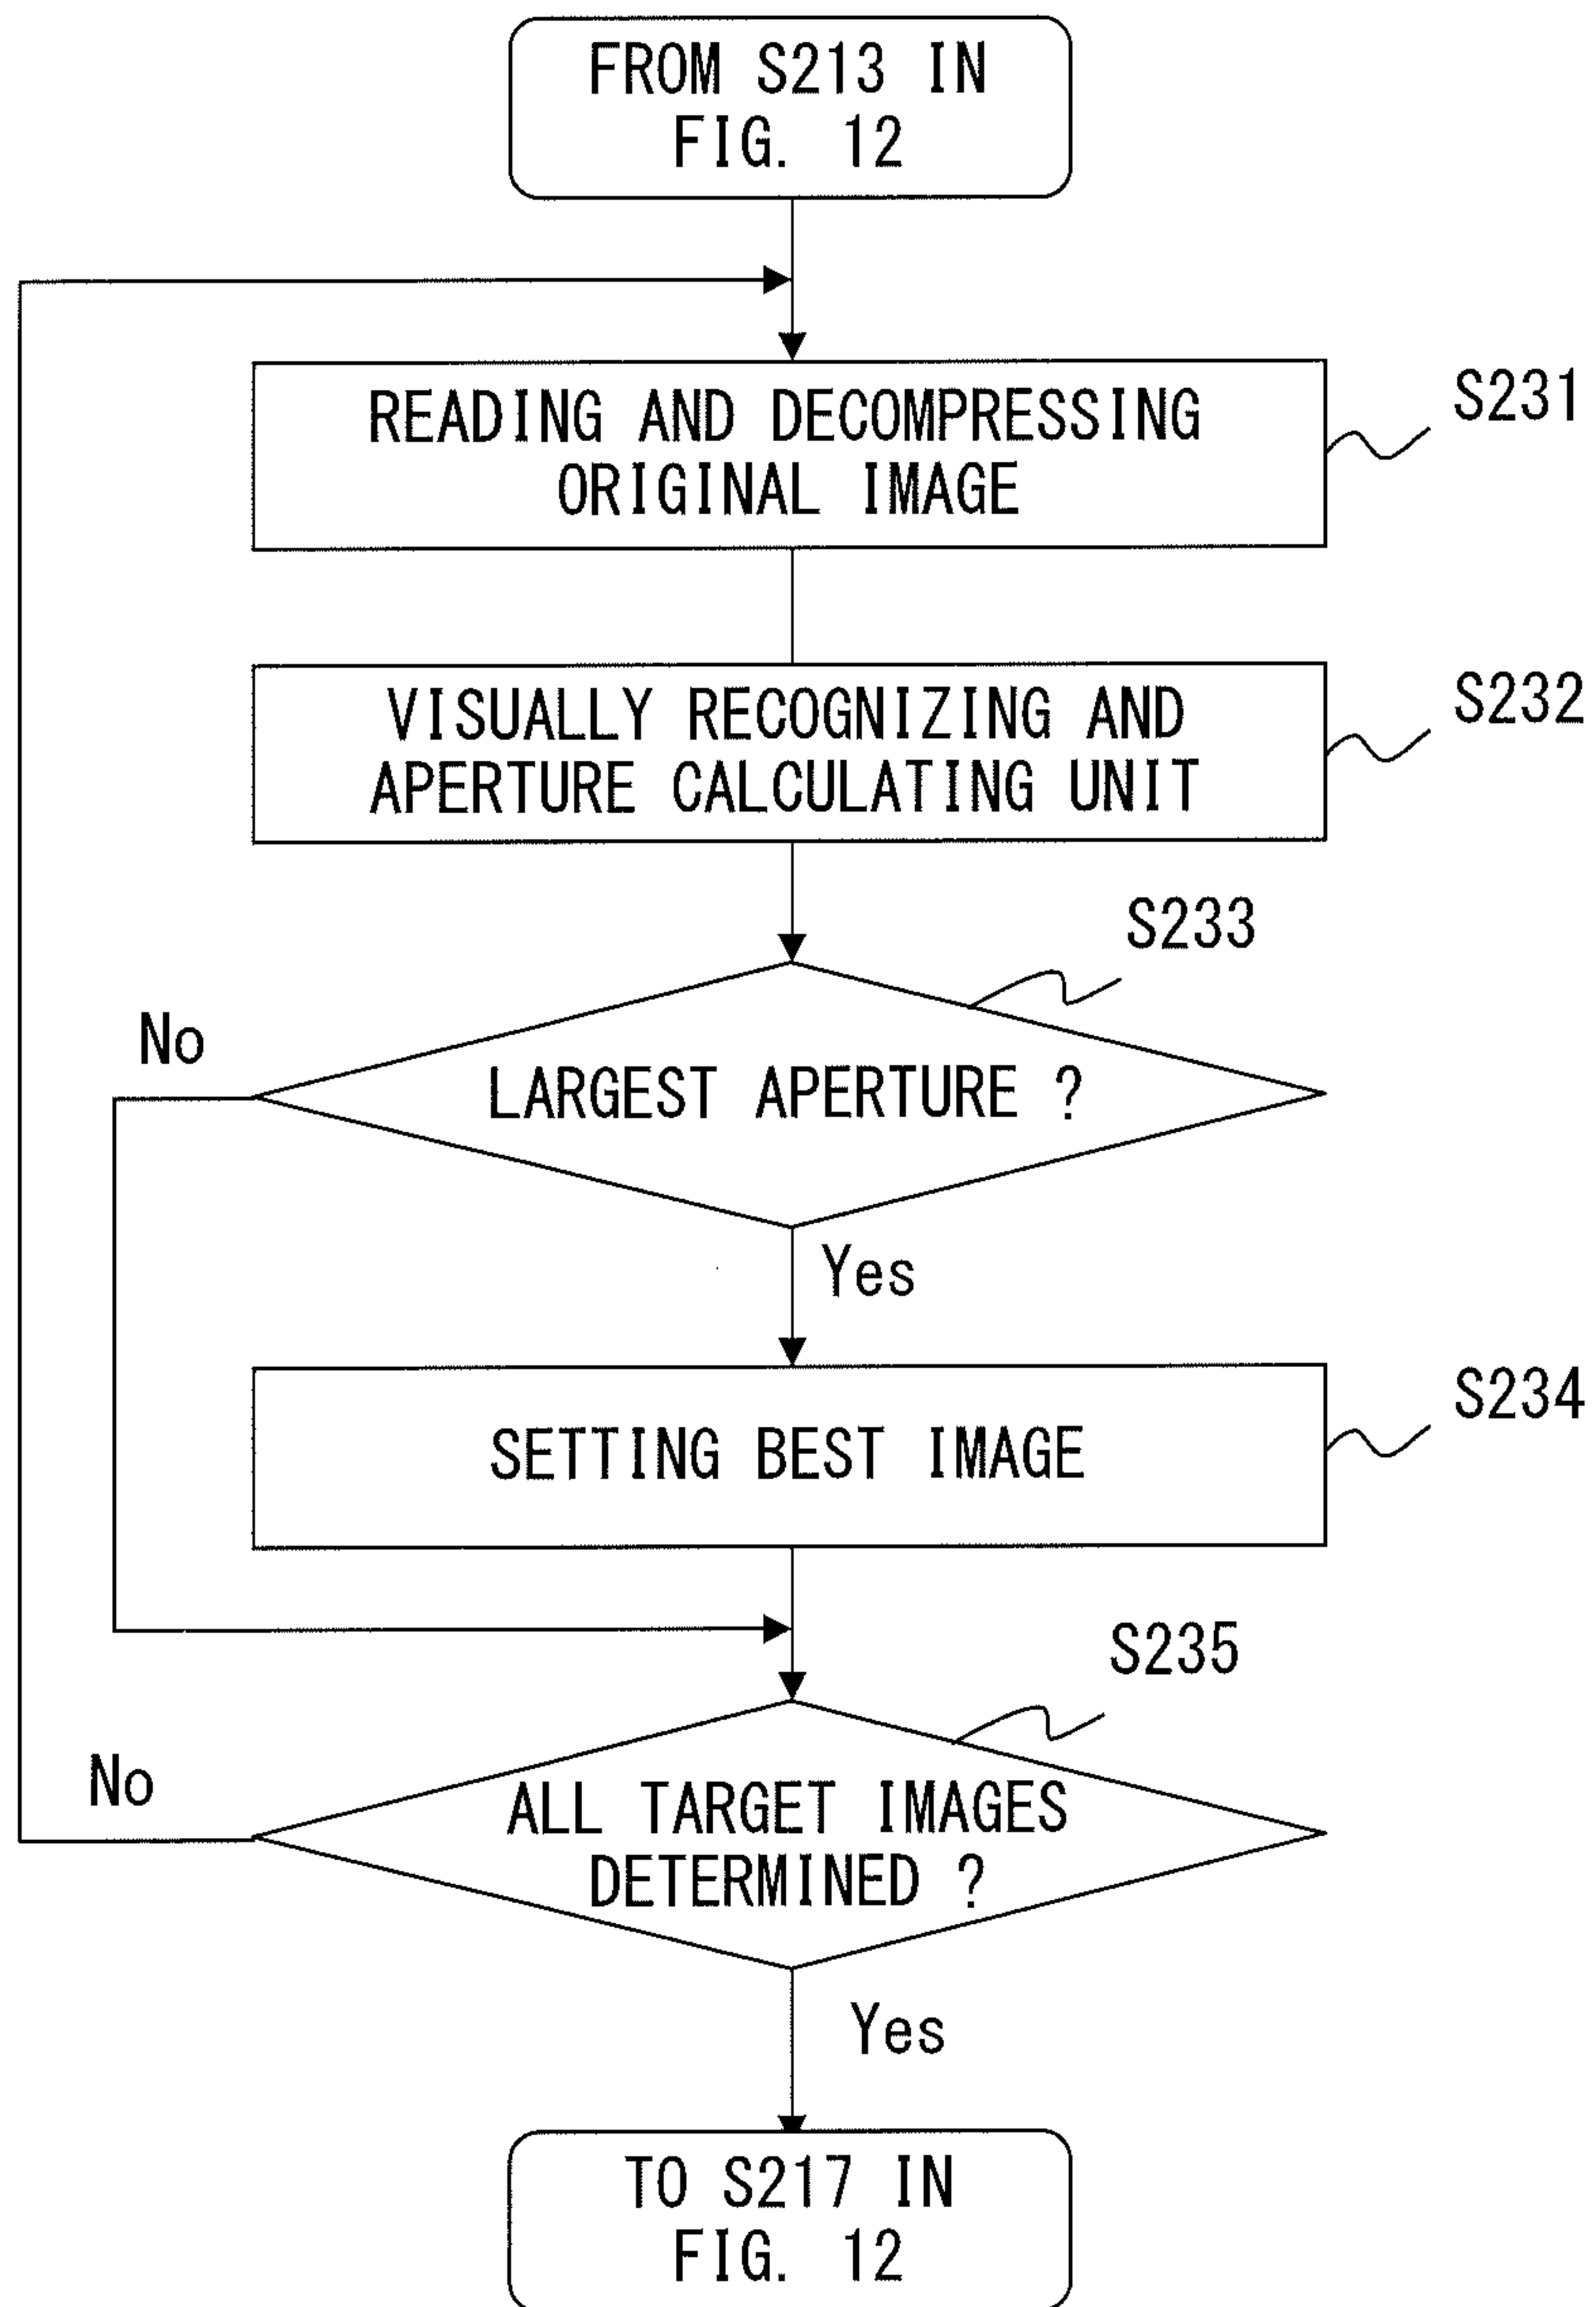 FROM S213 IN
FIG. 12
READING AND DECOMPRESSING
ORIGINAL IMAGE
S231
VISUALLY RECOGNIZING AND
APERTURE CALCULATING UNIT
S232
S233
No
LARGEST APERTURE ?
Yes
SETTING BEST IMAGE
S234
S235
No
ALL TARGET IMAGES
DETERMINED ?
Yes
TO S217 IN
FIG. 12